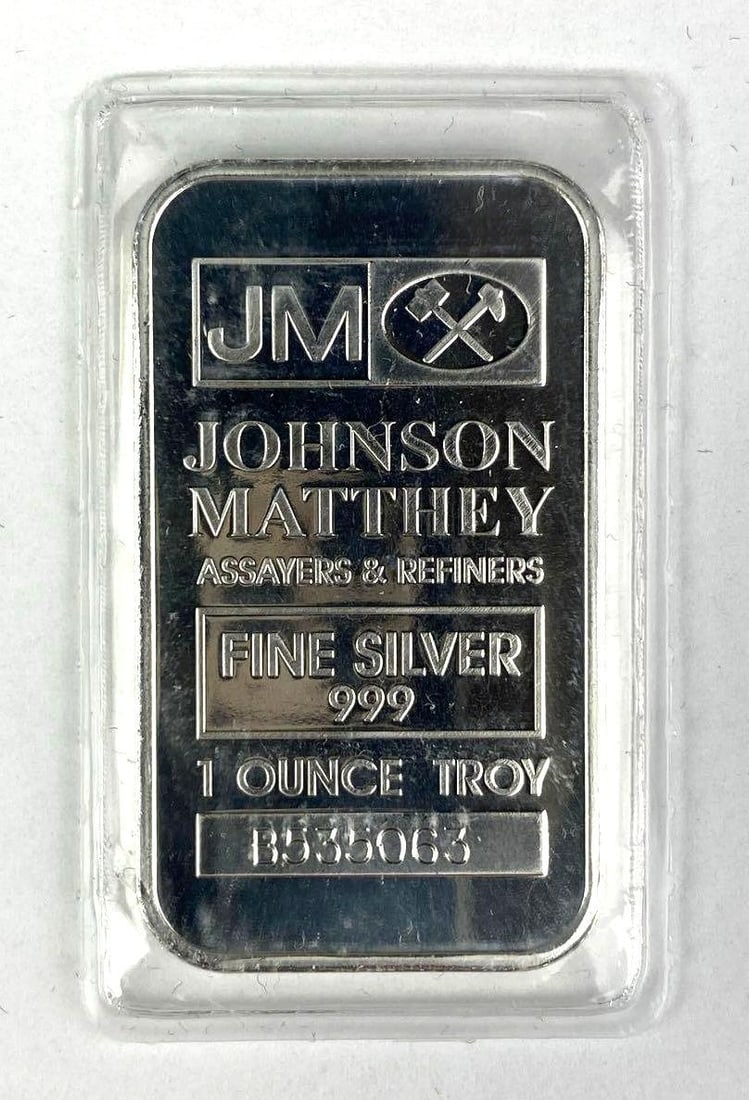 JM
JOHNSON
MATTHEY
ASSAYERS & REFINERS
FINE SILVER
999
1 OUNCE TROY
B535063